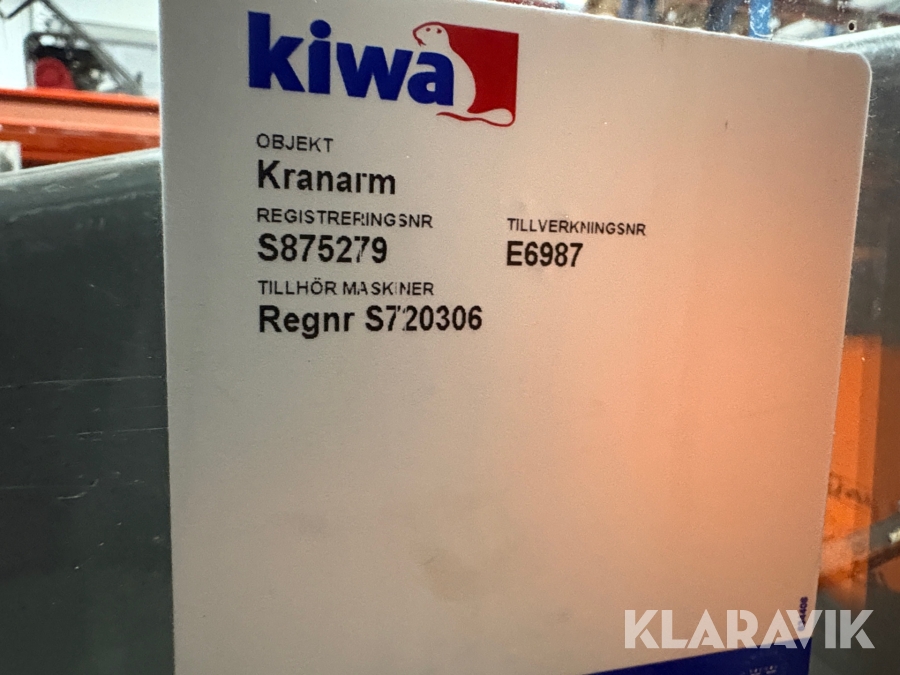 kiwa
OBJEKT
Kranarm
REGISTRERINGSNR TILLVERKNINGSNR
S875279 E6987
TILLHÖR MASKINER
Regnr S720306
KLARAVIK